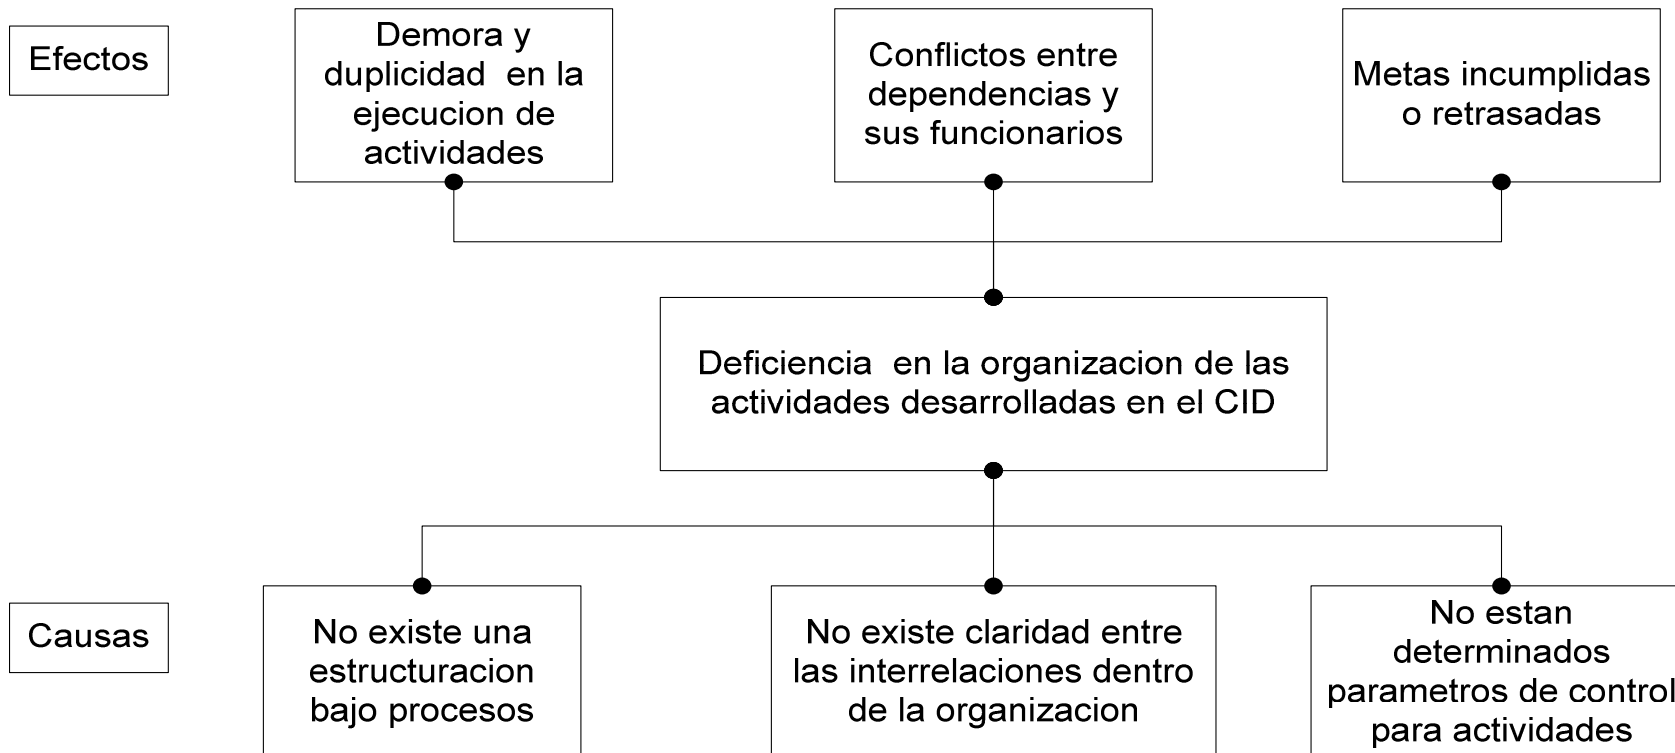 Efectos
Demora y
duplicidad  en la
ejecucion de
actividades
Conflictos entre
dependencias y
sus funcionarios
Metas incumplidas
o retrasadas
Deficiencia  en la organizacion de las
actividades desarrolladas en el CID
Causas
No existe una
estructuracion
bajo procesos
No existe claridad entre
las interrelaciones dentro
de la organizacion
No estan
determinados
parametros de control
para actividades